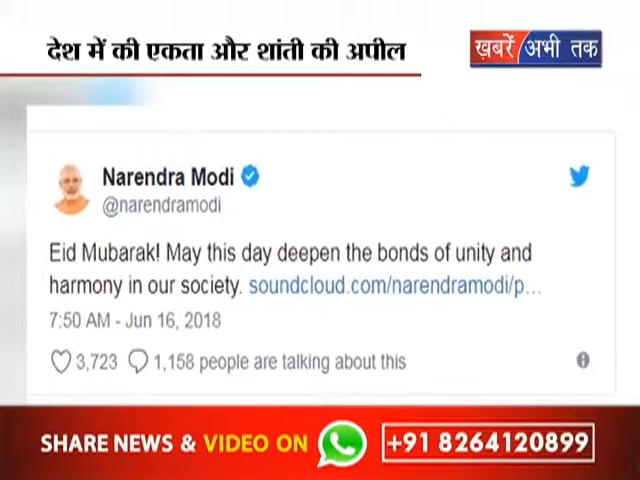 देश में की एकता और शांती की अपील
ख़बरें अभी तक
Narendra Modi
@narendramodi
Eid Mubarak! May this day deepen the bonds of unity and
harmony in our society. soundcloud.com/narendramodi/p...
7:50 AM - Jun 16, 2018
3,723 1,158 people are talking about this
SHARE NEWS & VIDEO ON +91 8264120899